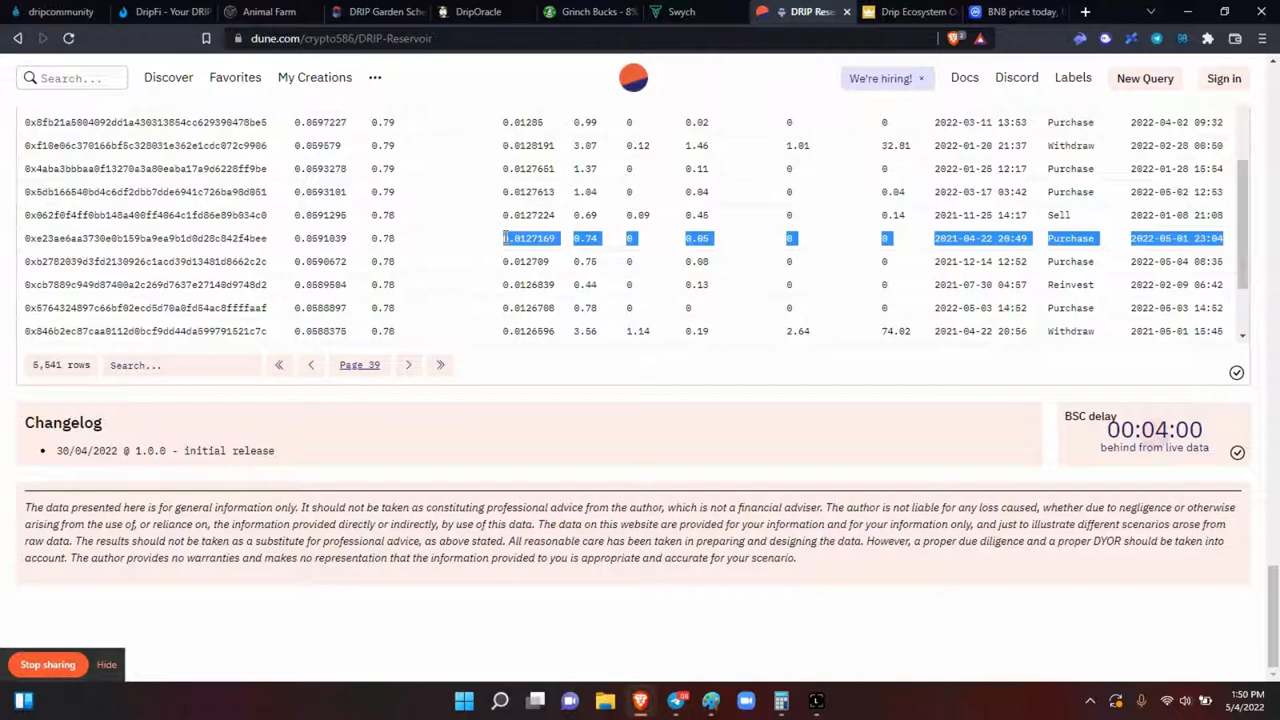 dripcommunity
DripFi - Your DRIP
Animal Farm
DRIP Garden Sche
DripOracle
Grinch Bucks - 8%
Swych
DRIP Rese
Drip Ecosystem C
BNB price today,
dune.com/crypto586/DRIP-Reservoir
Search...
Discover
Favorites
My Creations
We're hiring! ×
Docs
Discord
Labels
New Query
Sign in
0x8fb21a5004092dd1a430313854cc629390478be5 0.0597227 0.79 0.01285 0.99 0 0.02 0 0 2022-03-11 13:53 Purchase 2022-04-02 09:32
0xf10e06c370166bf5c328031e362e1cdc072c9906 0.059579 0.79 0.0128191 3.07 0.12 1.46 1.01 32.81 2021-01-20 21:37 Withdraw 2022-02-28 00:50
0x4aba3bbbaa0f13270a3a80eaba17a9d6346e2684 0.0593278 0.79 0.0127651 1.37 0 0.11 0 0 2022-01-25 12:17 Purchase 2022-02-28 15:54
0x5db166540bd4c6df2dbb7dde6941c726ba98d851 0.0593101 0.79 0.0127613 1.04 0 0.04 0 0.04 2022-03-17 03:42 Purchase 2022-05-02 12:53
0x062f0f4ff0bb148a400ff4064c1fd86e89b034c0 0.0591295 0.78 0.0127224 0.69 0.09 0.45 0 0.14 2021-11-25 14:17 Sell 2022-01-08 21:08
0xe23ae6aa3730e0b159ba9ea9b1d0d28c842f4bee 0.0591039 0.78 0.0127169 0.74 0 0.05 0 0 2021-04-22 20:49 Purchase 2022-05-01 23:04
0xb2782039d3fd2130926c1acd39d13481d8662c2c 0.0590672 0.78 0.012709 0.75 0 0.08 0 0 2021-12-14 12:52 Purchase 2022-05-04 08:35
0xcb7889c949d87400a2c269d7637e27140d9748d2 0.0589504 0.78 0.0126839 0.44 0 0.13 0 0 2021-07-30 04:57 Reinvest 2022-02-09 06:42
0x5764324897c66bf02ecd5d70a0fd54ac8ffffaaf 0.0588897 0.78 0.0126708 0.78 0 0 0 0 2022-05-03 14:52 Purchase 2022-05-03 14:52
0x846b2ec87caa0112d0bcf9dd44da599791521c7c 0.0588375 0.78 0.0126596 3.56 1.14 0.19 2.64 74.02 2021-04-22 20:56 Withdraw 2021-05-01 15:45
5,541 rows
Search...
Page 39
Changelog
30/04/2022 @ 1.0.0 - initial release
BSC delay
00:04:00
behind from live data
The data presented here is for general information only. It should not be taken as constituting professional advice from the author, which is not a financial adviser. The author is not liable for any loss caused, whether due to negligence or otherwise
arising from the use of, or reliance on, the information provided directly or indirectly, by use of this data. The data on this website are provided for your information and for your information only, and just to illustrate different scenarios arose from
raw data. The results should not be taken as a substitute for professional advice, as above stated. All reasonable care has been taken in preparing and designing the data. However, a proper due diligence and a proper DYOR should be taken into
account. The author provides no warranties and makes no representation that the information provided to you is appropriate and accurate for your scenario.
Stop sharing
Hide
1:50 PM
5/4/2022